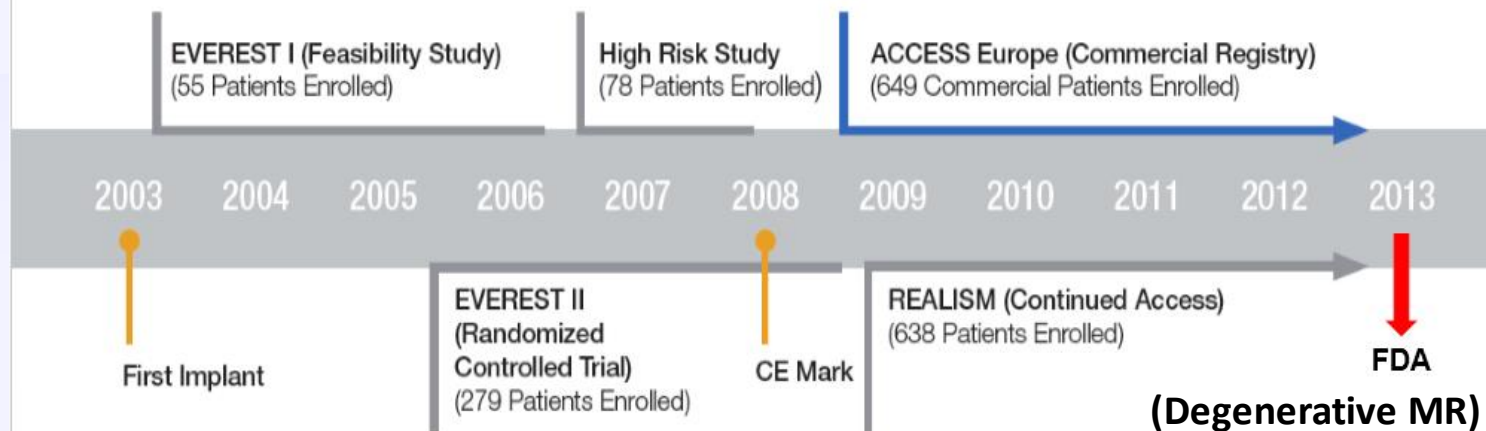 EVEREST I (Feasibility Study)
(55 Patients Enrolled)
High Risk Study
(78 Patients Enrolled)
ACCESS Europe (Commercial Registry)
(649 Commercial Patients Enrolled)
2003 2004 2005 2006 2007 2008 2009 2010 2011 2012 2013
First Implant
EVEREST II
(Randomized
Controlled Trial)
(279 Patients Enrolled)
CE Mark
REALISM (Continued Access)
(638 Patients Enrolled)
FDA
(Degenerative MR)